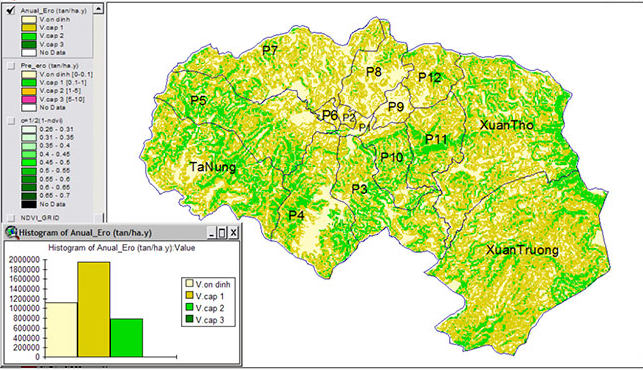 Anual_Ero (tan/ha.y)
V.on dinh
V.cap 1
V.cap 2
V.cap 3
No Data
Pre_ero (tan/ha.y)
V.on dinh [0-0.1]
V.cap 1 [0.1-1]
V.cap 2 [1-5]
V.cap 3 [5-10]
No Data
c=1/2(1-ndvi)
0.26 - 0.31
0.31 - 0.35
0.35 - 0.4
0.4 - 0.45
0.45 - 0.5
0.5 - 0.55
0.55 - 0.6
0.6 - 0.65
0.65 - 0.7
No Data
NDVI_GRID
P7
P8
P12
P5
P6
P2
P9
P1
XuanTho
P11
P10
TaNung
P3
P4
XuanTruong
Histogram of Anual_Ero (tan/ha.y)
Histogram of Anual_Ero (tan/ha.y):Value
2000000
1800000
1600000
1400000
1200000
1000000
800000
600000
400000
200000
0
V.on dinh
V.cap 1
V.cap 2
V.cap 3